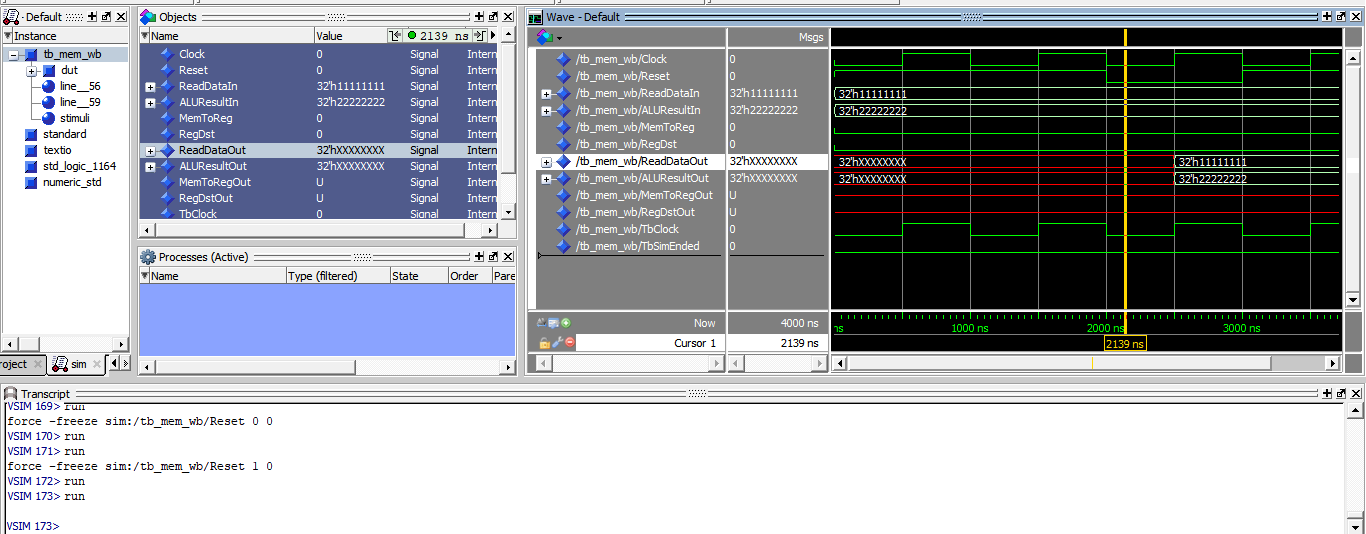 Default
Instance
tb_mem_wb
dut
line__56
line__59
stimuli
standard
textio
std_logic_1164
numeric_std
roject
sim
Objects
Name Value 2139 ns
Clock 0 Signal Intern
Reset 0 Signal Intern
ReadDataIn 32'h11111111 Signal Intern
ALUResultIn 32'h22222222 Signal Intern
MemToReg 0 Signal Intern
RegDst 0 Signal Intern
ReadDataOut 32'hXXXXXXXX Signal Intern
ALUResultOut 32'hXXXXXXXX Signal Intern
MemToRegOut U Signal Intern
RegDstOut U Signal Intern
TbClock 0 Signal Intern
Processes (Active)
Name Type (filtered) State Order Pare
Wave - Default
Msgs
/tb_mem_wb/Clock 0
/tb_mem_wb/Reset 0
/tb_mem_wb/ReadDataIn 32'h11111111 32'h11111111
/tb_mem_wb/ALUResultIn 32'h22222222 32'h22222222
/tb_mem_wb/MemToReg 0
/tb_mem_wb/RegDst 0
/tb_mem_wb/ReadDataOut 32'hXXXXXXXX 32'hXXXXXXXX 32'h11111111
/tb_mem_wb/ALUResultOut 32'hXXXXXXXX 32'hXXXXXXXX 32'h22222222
/tb_mem_wb/MemToRegOut U
/tb_mem_wb/RegDstOut U
/tb_mem_wb/TbClock 0
/tb_mem_wb/TbSimEnded 0
Now 4000 ns ns 1000 ns 2000 ns 3000 ns
Cursor 1 2139 ns 2139 ns
Transcript
VSIM 169> run
force -freeze sim:/tb_mem_wb/Reset 0 0
VSIM 170> run
VSIM 171> run
force -freeze sim:/tb_mem_wb/Reset 1 0
VSIM 172> run
VSIM 173> run
VSIM 173>